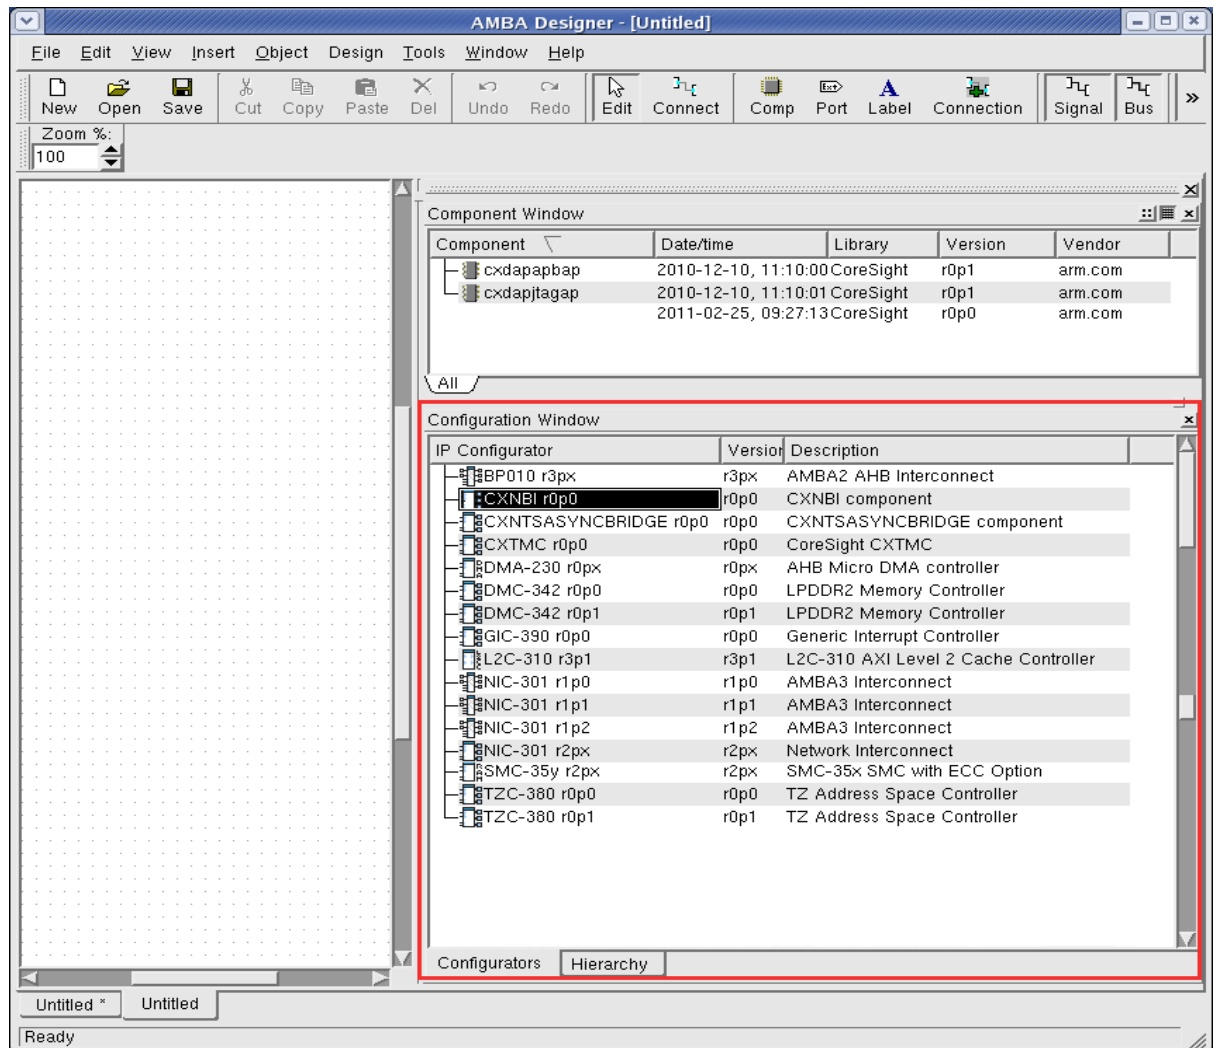 AMBA Designer - [Untitled]
File Edit View Insert Object Design Tools Window Help
New Open Save Cut Copy Paste Del Undo Redo Edit Connect Comp Port Label Connection Signal Bus »
Zoom %:
100
Component Window
Component Date/time Library Version Vendor
cxdapapbap 2010-12-10, 11:10:00 CoreSight r0p1 arm.com
cxdapjtagap 2010-12-10, 11:10:01 CoreSight r0p1 arm.com
2011-02-25, 09:27:13 CoreSight r0p0 arm.com
All
Configuration Window
IP Configurator Version Description
BP010 r3px r3px AMBA2 AHB Interconnect
CXNBI r0p0 r0p0 CXNBI component
CXNTSASYNCBRIDGE r0p0 r0p0 CXNTSASYNCBRIDGE component
CXTMC r0p0 r0p0 CoreSight CXTMC
DMA-230 r0px r0px AHB Micro DMA controller
DMC-342 r0p0 r0p0 LPDDR2 Memory Controller
DMC-342 r0p1 r0p1 LPDDR2 Memory Controller
GIC-390 r0p0 r0p0 Generic Interrupt Controller
L2C-310 r3p1 r3p1 L2C-310 AXI Level 2 Cache Controller
NIC-301 r1p0 r1p0 AMBA3 Interconnect
NIC-301 r1p1 r1p1 AMBA3 Interconnect
NIC-301 r1p2 r1p2 AMBA3 Interconnect
NIC-301 r2px r2px Network Interconnect
SMC-35y r2px r2px SMC-35x SMC with ECC Option
TZC-380 r0p0 r0p0 TZ Address Space Controller
TZC-380 r0p1 r0p1 TZ Address Space Controller
Configurators Hierarchy
Untitled * Untitled
Ready